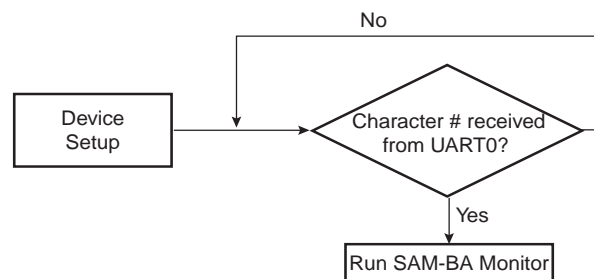 No
Device
Setup
Character # received
from UART0?
Yes
Run SAM-BA Monitor